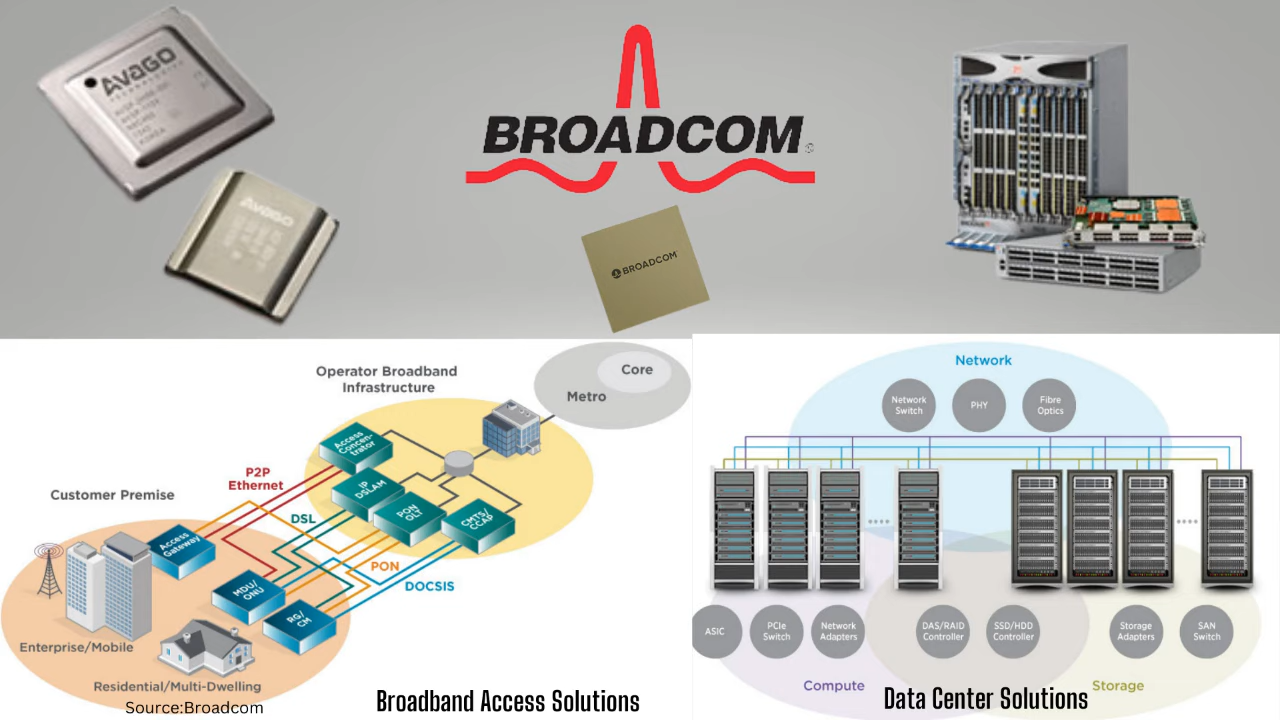 AVAGO
TECHNOLOGIES
AVAGO
BROADCOM
BROADCOM
Operator Broadband
Infrastructure
Core
Metro
Access
Concen-
trator
P2P
Ethernet
IP
DSLAM
Customer Premise
DSL
PON
OLT
CMTS/
CCAP
Access
Gateway
PON
DOCSIS
MDU/
ONU
RG/
CM
Enterprise/Mobile
Residential/Multi-Dwelling
Source:Broadcom
Broadband Access Solutions
Network
Network
Switch
PHY
Fibre
Optics
ASIC
PCIe
Switch
Network
Adapters
DAS/RAID
Controller
SSD/HDD
Controller
Storage
Adapters
SAN
Switch
Compute
Storage
Data Center Solutions